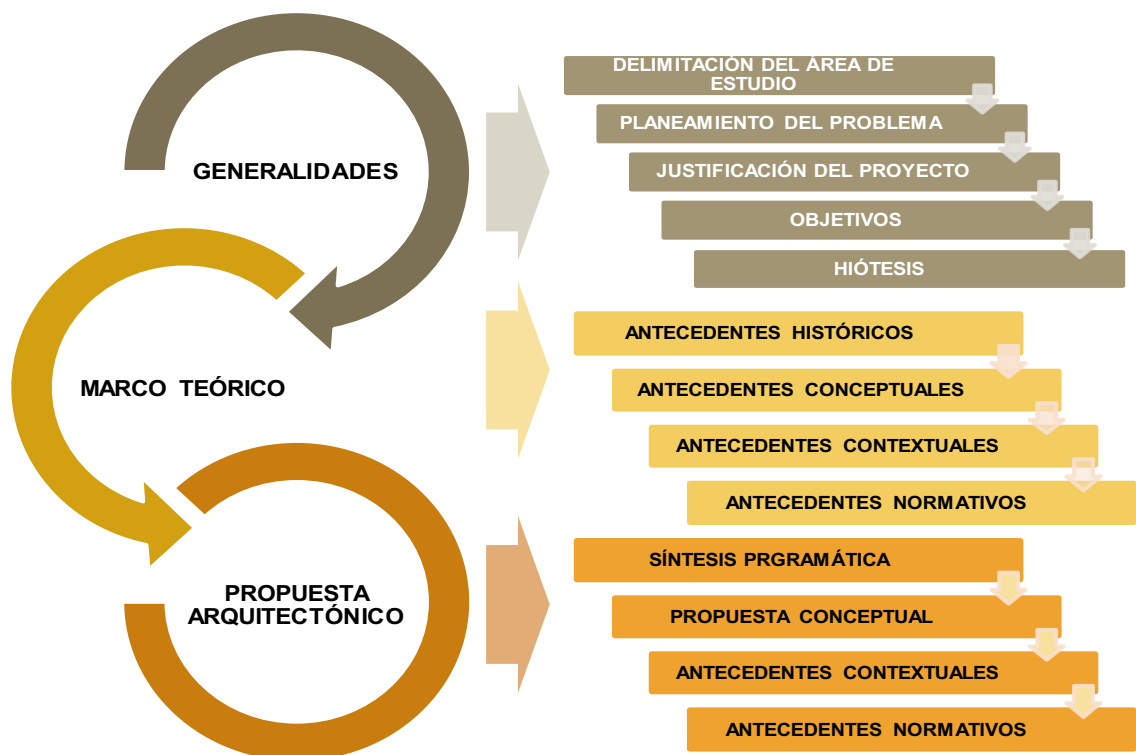 GENERALIDADES
DELIMITACIÓN DEL ÁREA DE
ESTUDIO
PLANEAMIENTO DEL PROBLEMA
JUSTIFICACIÓN DEL PROYECTO
OBJETIVOS
HIÓTESIS
MARCO TEÓRICO
ANTECEDENTES HISTÓRICOS
ANTECEDENTES CONCEPTUALES
ANTECEDENTES CONTEXTUALES
ANTECEDENTES NORMATIVOS
PROPUESTA
ARQUITECTÓNICO
SÍNTESIS PRGRAMÁTICA
PROPUESTA CONCEPTUAL
ANTECEDENTES CONTEXTUALES
ANTECEDENTES NORMATIVOS